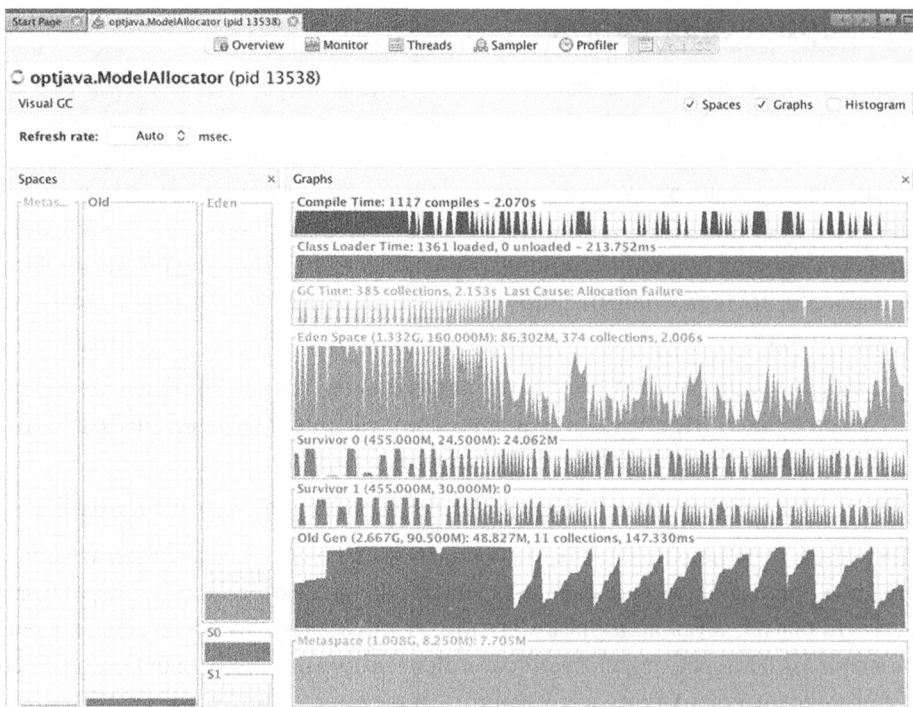 Start Page optjava.ModelAllocator (pid 13538)
Overview Monitor Threads Sampler Profiler
optjava.ModelAllocator (pid 13538)
Visual GC Spaces Graphs Histogram
Refresh rate: Auto msec.
Spaces Graphs
Metas... Old Eden
S0
S1
Compile Time: 1117 compiles - 2.070s
Class Loader Time: 1361 loaded, 0 unloaded - 213.752ms
GC Time: 385 collections, 2.153s Last Cause: Allocation Failure
Eden Space (1.332G, 160.000M): 86.302M, 374 collections, 2.006s
Survivor 0 (455.000M, 24.500M): 24.062M
Survivor 1 (455.000M, 30.000M): 0
Old Gen (2.667G, 90.500M): 48.827M, 11 collections, 147.330ms
Metaspace (1.008G, 8.250M): 7.705M